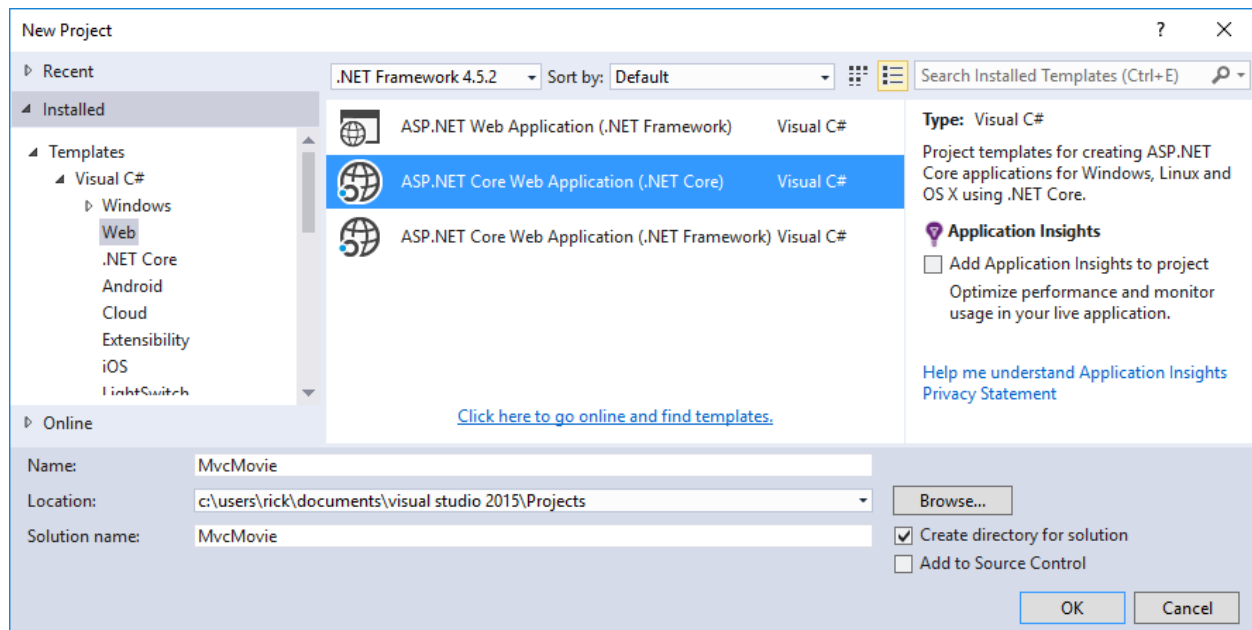 New Project
?
Recent
Installed
Templates
Visual C#
Windows
Web
.NET Core
Android
Cloud
Extensibility
iOS
LightSwitch
Online
.NET Framework 4.5.2
Sort by: Default
Search Installed Templates (Ctrl+E)
ASP.NET Web Application (.NET Framework) Visual C#
ASP.NET Core Web Application (.NET Core) Visual C#
ASP.NET Core Web Application (.NET Framework) Visual C#
Click here to go online and find templates.
Type: Visual C#
Project templates for creating ASP.NET
Core applications for Windows, Linux and
OS X using .NET Core.
Application Insights
Add Application Insights to project
Optimize performance and monitor
usage in your live application.
Help me understand Application Insights
Privacy Statement
Name: MvcMovie
Location: c:\users\rick\documents\visual studio 2015\Projects
Browse...
Solution name: MvcMovie
Create directory for solution
Add to Source Control
OK Cancel